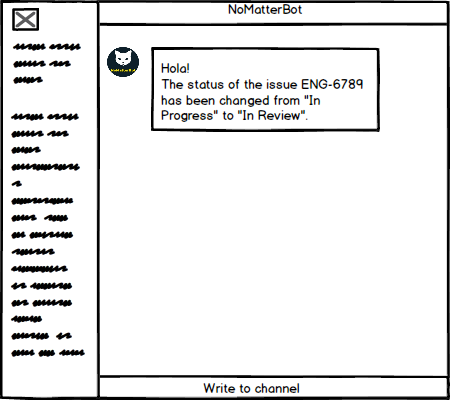 NoMatterBot
Hola!
The status of the issue ENG-6789
has been changed from "In
Progress" to "In Review".
Write to channel